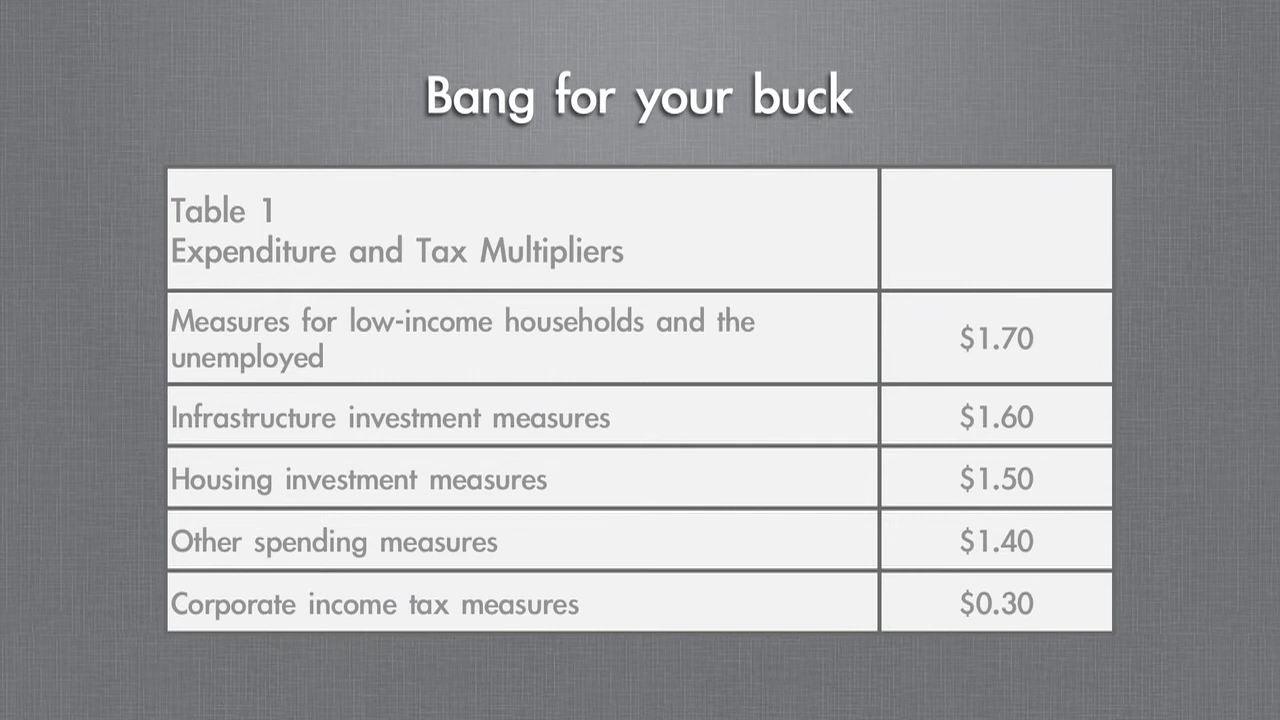 Bang for your buck
Table 1
Expenditure and Tax Multipliers
Measures for low-income households and the
unemployed
$1.70
Infrastructure investment measures
$1.60
Housing investment measures
$1.50
Other spending measures
$1.40
Corporate income tax measures
$0.30